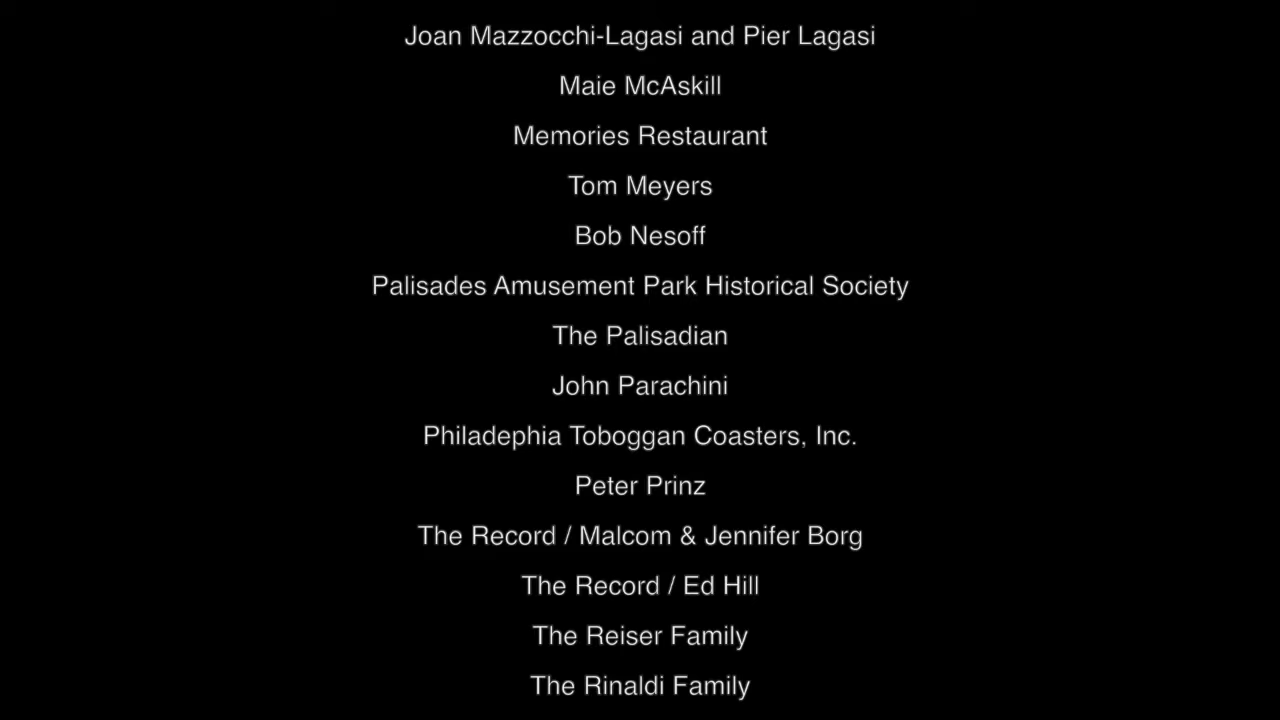 Joan Mazzocchi-Lagasi and Pier Lagasi
Maie McAskill
Memories Restaurant
Tom Meyers
Bob Nesoff
Palisades Amusement Park Historical Society
The Palisadian
John Parachini
Philadephia Toboggan Coasters, Inc.
Peter Prinz
The Record / Malcom & Jennifer Borg
The Record / Ed Hill
The Reiser Family
The Rinaldi Family